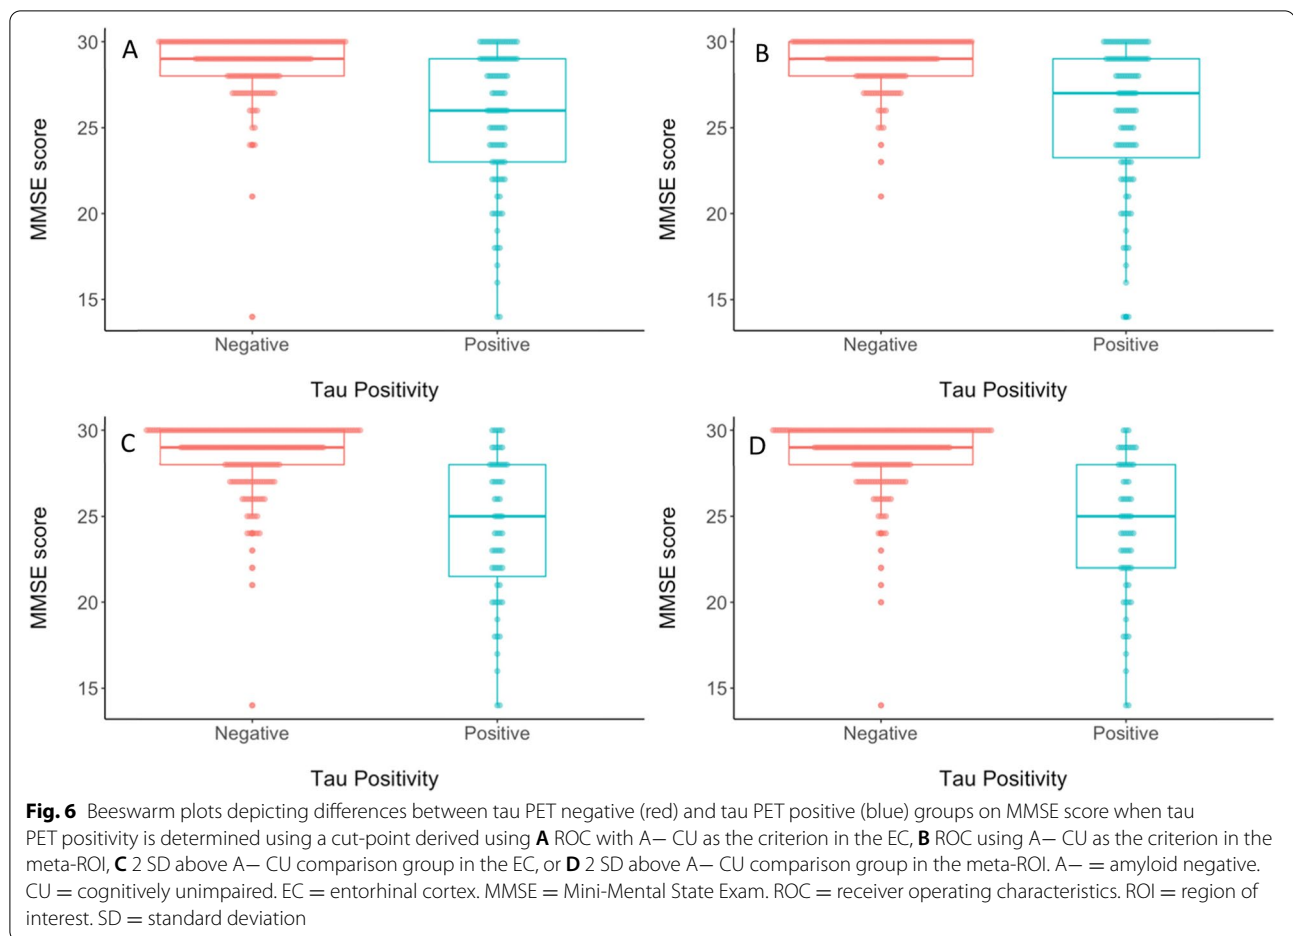 A
30
25
20
15
MMSE score
Negative
Positive
Tau Positivity
B
30
25
20
15
MMSE score
Negative
Positive
Tau Positivity
C
30
25
20
15
MMSE score
Negative
Positive
Tau Positivity
D
30
25
20
15
MMSE score
Negative
Positive
Tau Positivity
Fig. 6 Beeswarm plots depicting differences between tau PET negative (red) and tau PET positive (blue) groups on MMSE score when tau
PET positivity is determined using a cut-point derived using A ROC with A− CU as the criterion in the EC, B ROC using A− CU as the criterion in the
meta-ROI, C 2 SD above A− CU comparison group in the EC, or D 2 SD above A− CU comparison group in the meta-ROI. A− = amyloid negative.
CU = cognitively unimpaired. EC = entorhinal cortex. MMSE = Mini-Mental State Exam. ROC = receiver operating characteristics. ROI = region of
interest. SD = standard deviation